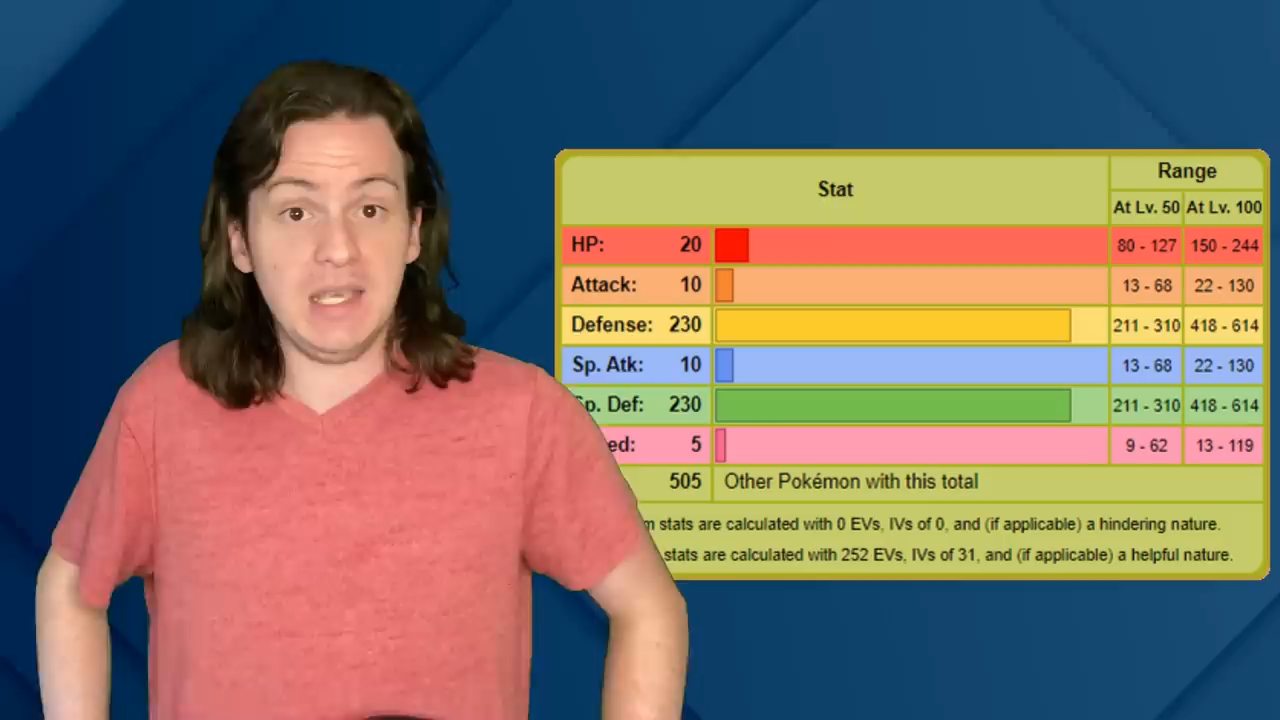 Stat Range
At Lv. 50 At Lv. 100
HP: 20 80 - 127 150 - 244
Attack: 10 13 - 68 22 - 130
Defense: 230 211 - 310 418 - 614
Sp. Atk: 10 13 - 68 22 - 130
Sp. Def: 230 211 - 310 418 - 614
ed: 5 9 - 62 13 - 119
505 Other Pokémon with this total
m stats are calculated with 0 EVs, IVs of 0, and (if applicable) a hindering nature.
stats are calculated with 252 EVs, IVs of 31, and (if applicable) a helpful nature.